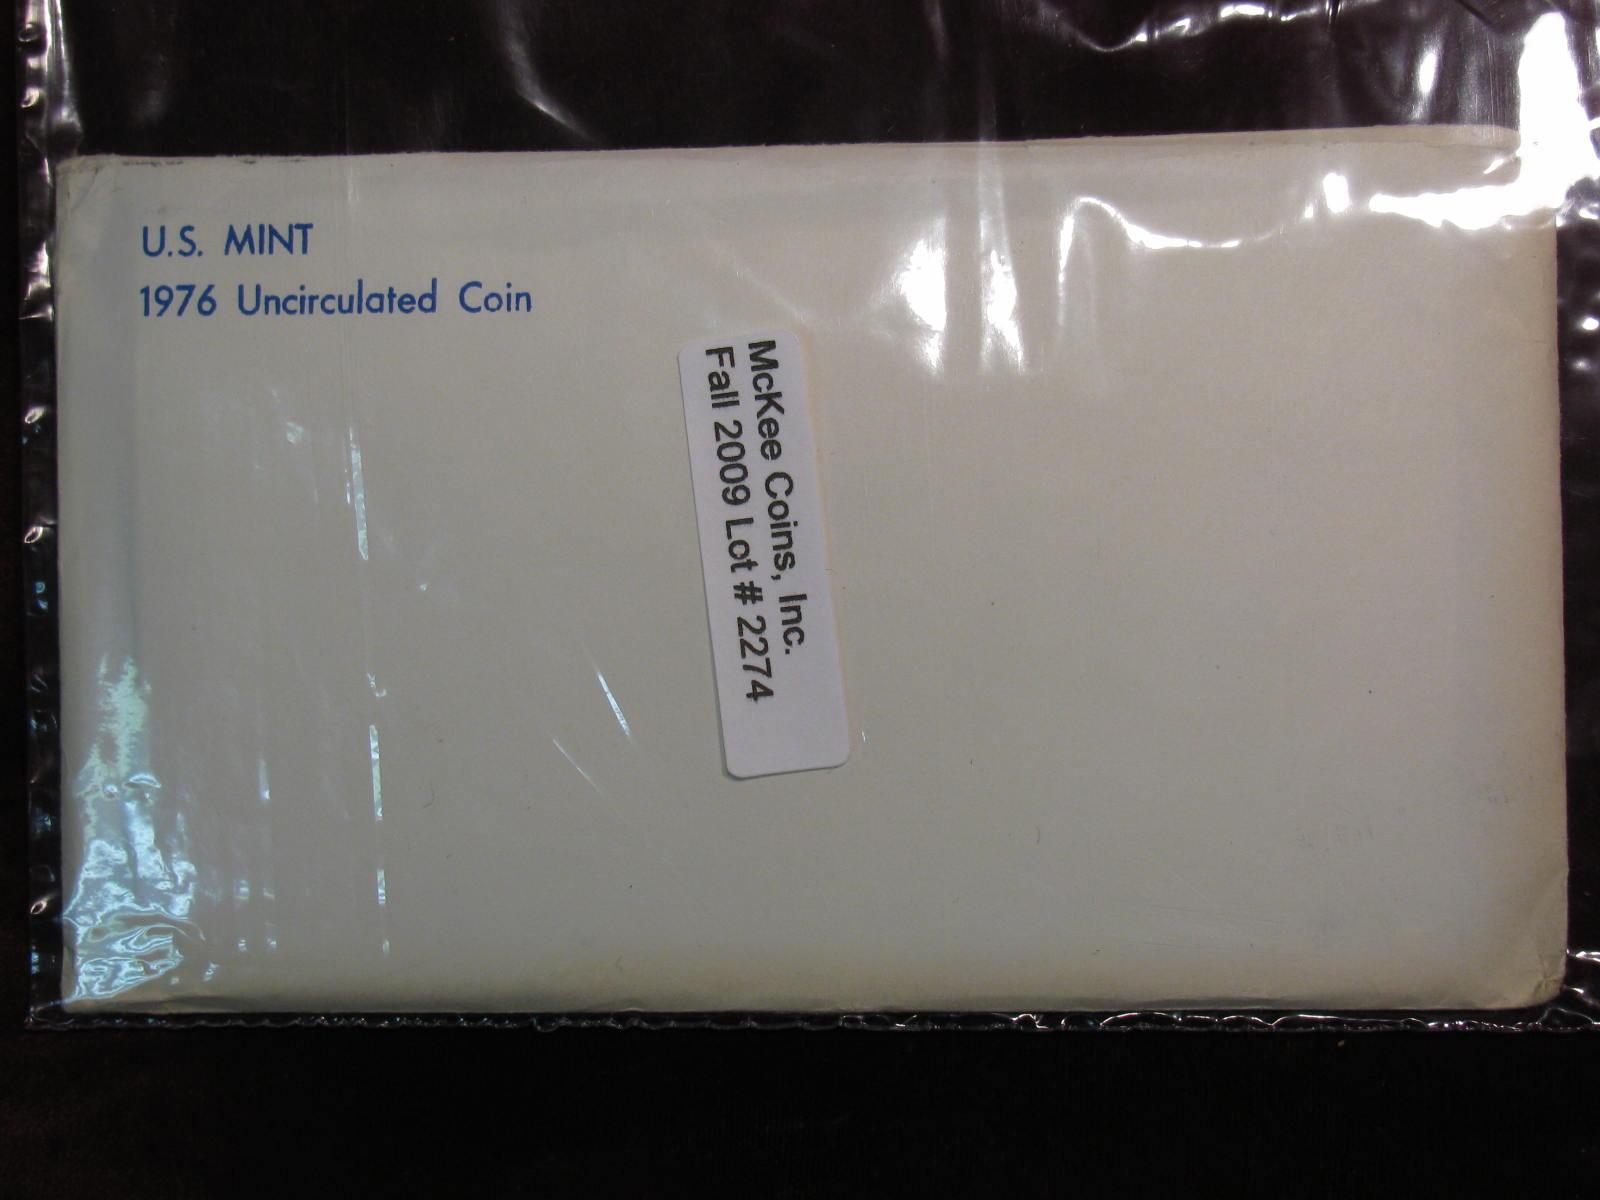 U.S. MINT
1976 Uncirculated Coin
McKee Coins, Inc.
Fall 2009 Lot # 2274